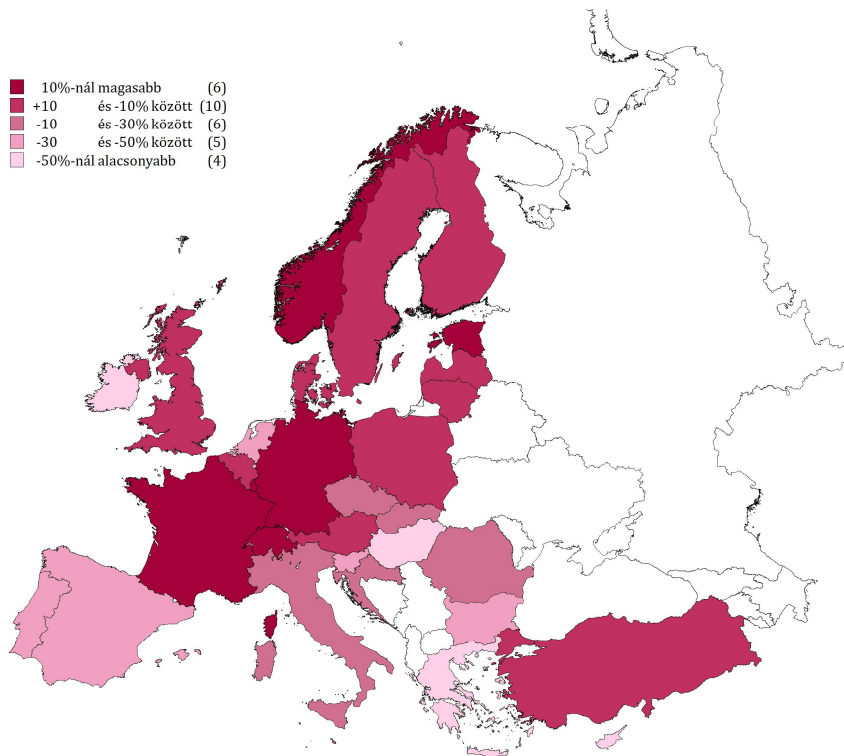 10%-nál magasabb (6)
+10 és -10% között (10)
-10 és -30% között (6)
-30 és -50% között (5)
-50%-nál alacsonyabb (4)